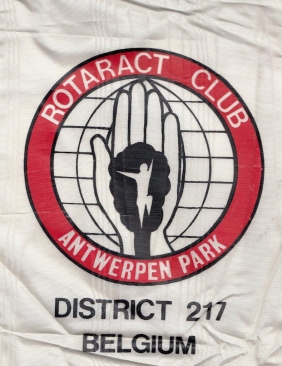 ROTARACT CLUB
ANTWERPEN PARK
DISTRICT 217
BELGIUM